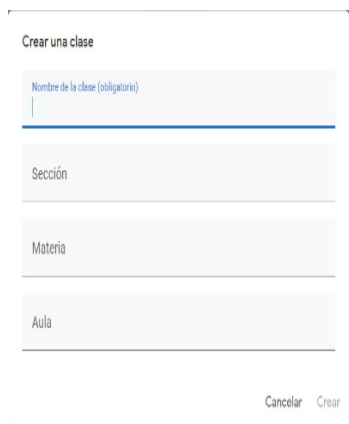 Crear una clase
Nombre de la clase (obligatorio)
Sección
Materia
Aula
Cancelar Crear